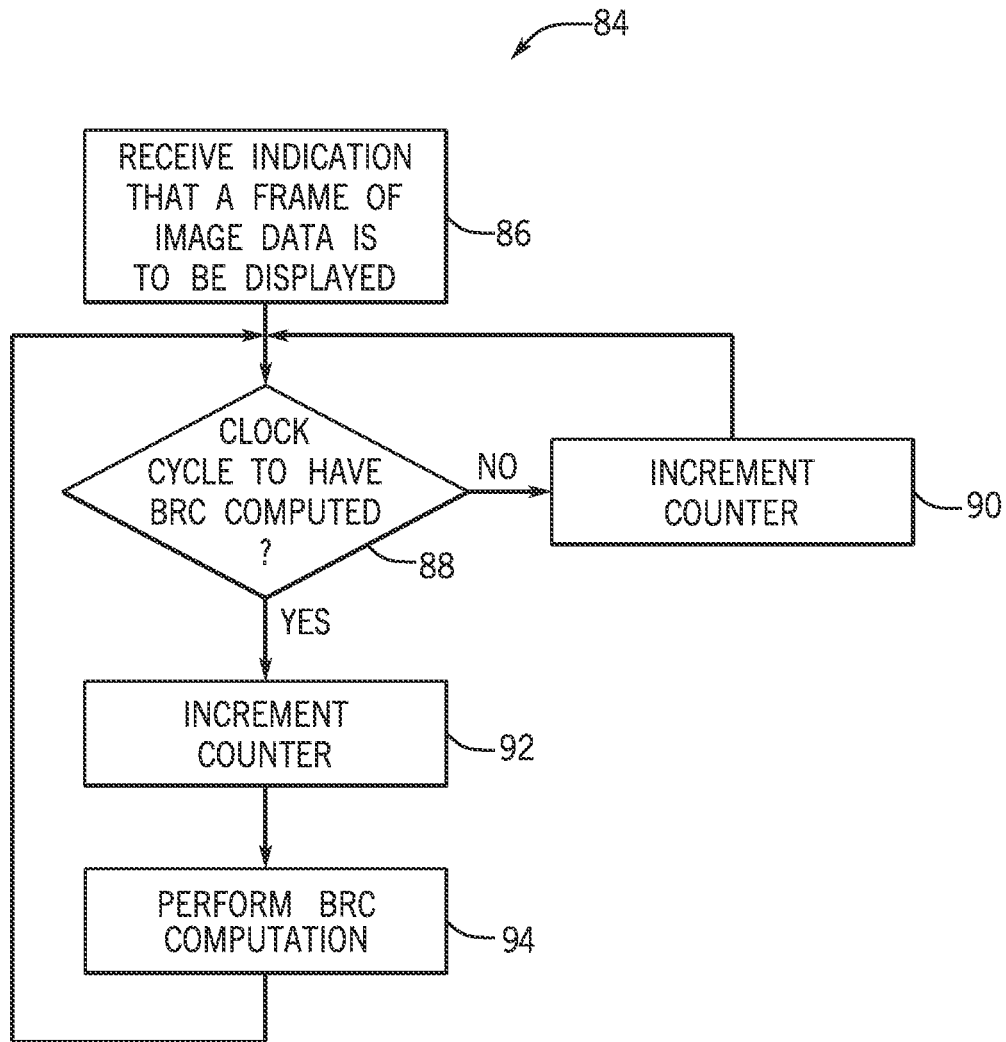 84
RECEIVE INDICATION
THAT A FRAME OF
IMAGE DATA IS
TO BE DISPLAYED
86
CLOCK
CYCLE TO HAVE
BRC COMPUTED
?
88
NO
INCREMENT
COUNTER
90
YES
INCREMENT
COUNTER
92
PERFORM BRC
COMPUTATION
94